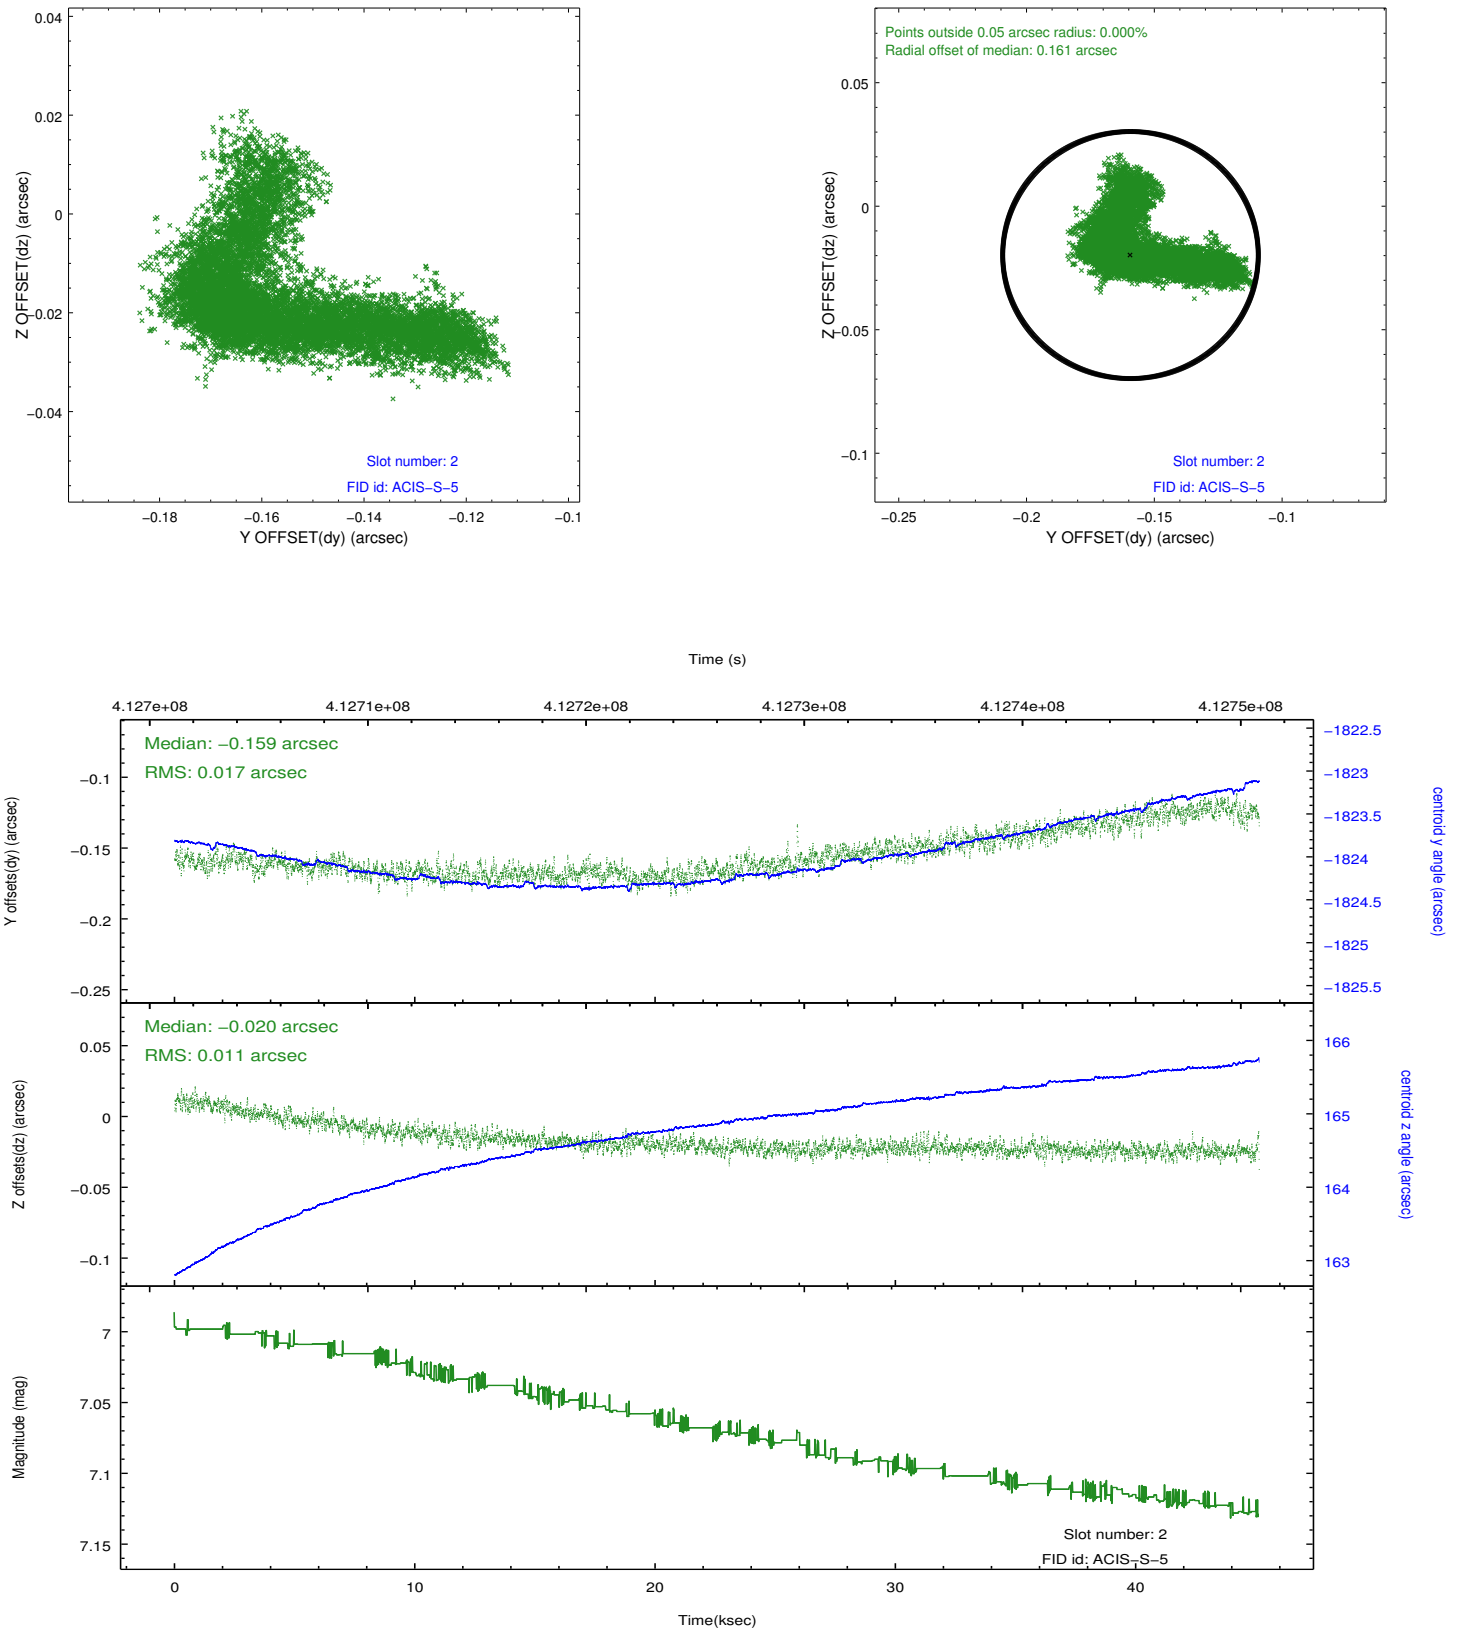 0.04
0.02
0
−0.02
−0.04
Z OFFSET(dz) (arcsec)
Slot number: 2
FID id: ACIS−S−5
−0.18
−0.16
−0.14
−0.12
−0.1
Y OFFSET(dy) (arcsec)
Points outside 0.05 arcsec radius: 0.000%
Radial offset of median: 0.161 arcsec
0.05
0
−0.05
−0.1
Z OFFSET(dz) (arcsec)
Slot number: 2
FID id: ACIS−S−5
−0.25
−0.2
−0.15
−0.1
Y OFFSET(dy) (arcsec)
Time (s)
4.127e+08
4.1271e+08
4.1272e+08
4.1273e+08
4.1274e+08
4.1275e+08
Median: −0.159 arcsec
RMS: 0.017 arcsec
−0.1
−0.15
−0.2
−0.25
Y offsets(dy) (arcsec)
−1822.5
−1823
−1823.5
−1824
−1824.5
−1825
−1825.5
centroid y angle (arcsec)
Median: −0.020 arcsec
RMS: 0.011 arcsec
0.05
0
−0.05
−0.1
Z offsets(dz) (arcsec)
166
165
164
163
centroid z angle (arcsec)
7
7.05
7.1
7.15
Magnitude (mag)
Slot number: 2
FID id: ACIS−S−5
0
10
20
30
40
Time(ksec)